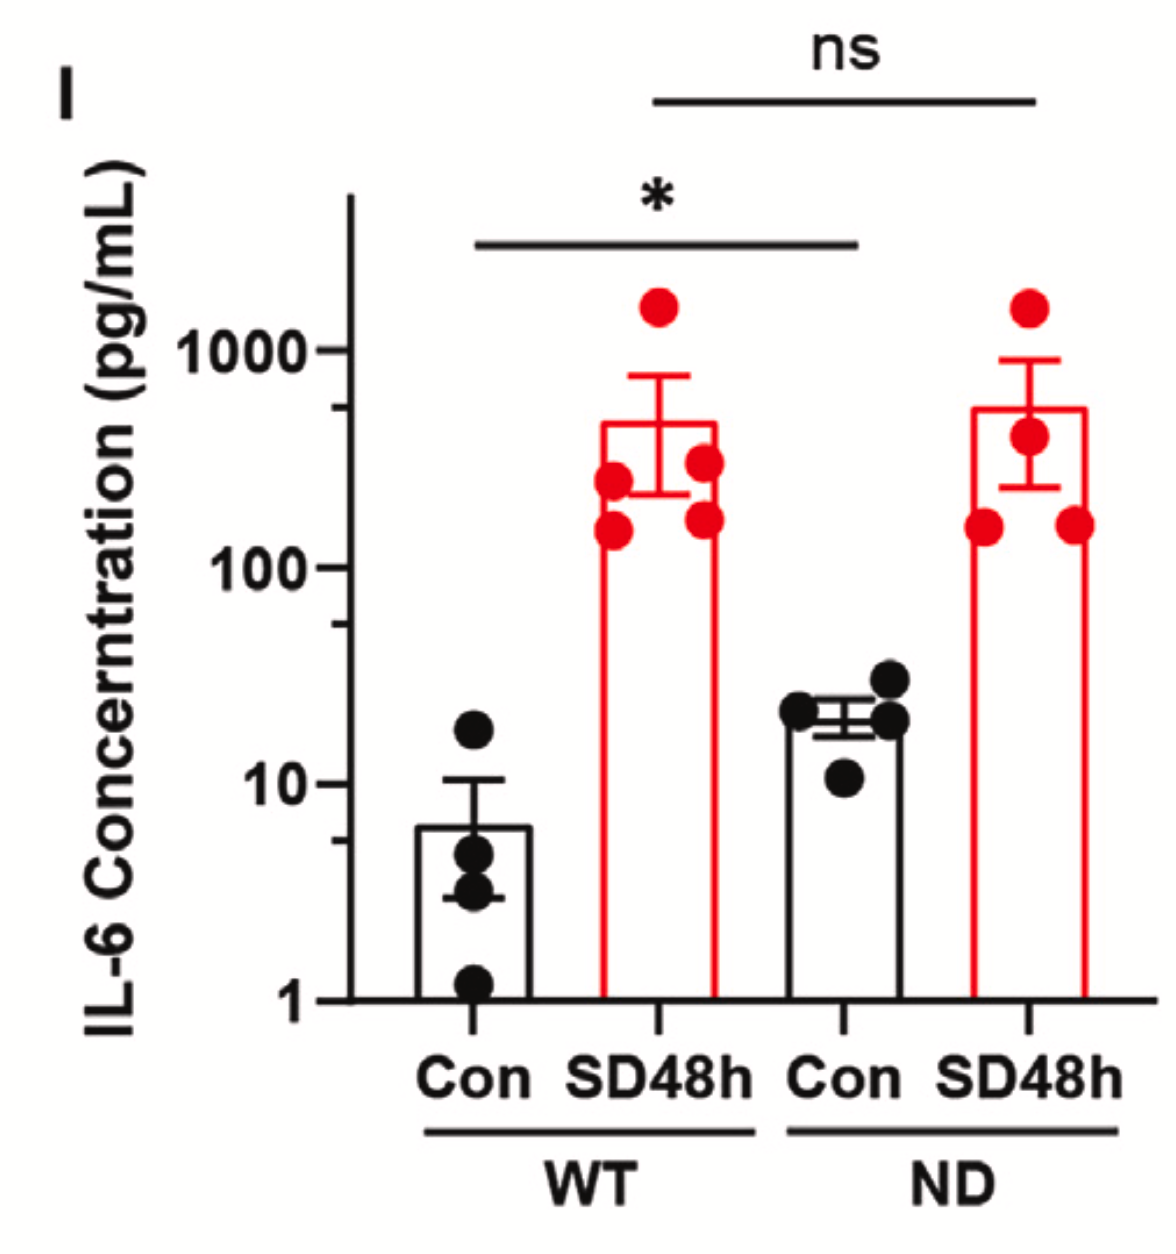 I
ns
*
IL-6 Concerntration (pg/mL)
1000
100
10
1
Con SD48h Con SD48h
WT ND